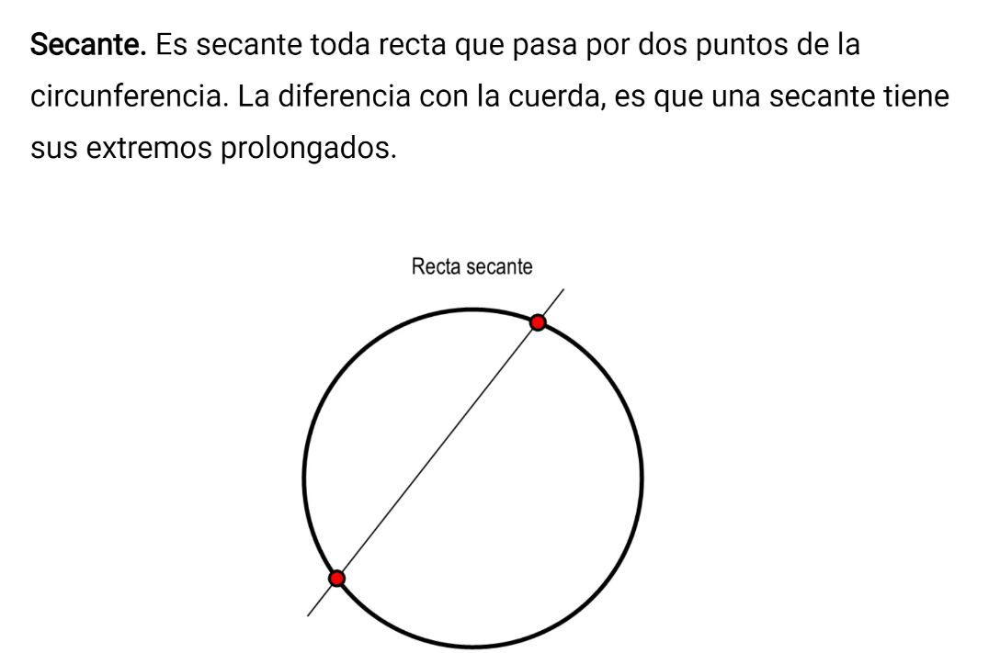 Secante. Es secante toda recta que pasa por dos puntos de la
circunferencia. La diferencia con la cuerda, es que una secante tiene
sus extremos prolongados.
Recta secante